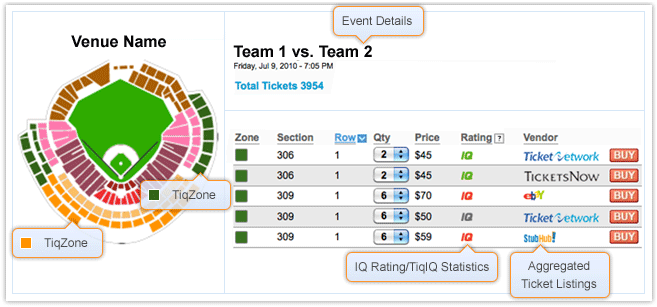 Event Details
Venue Name
Team 1 vs. Team 2
Friday, Jul 9, 2010 - 7:05 PM
Total Tickets 3954
Zone Section Row Qty Price Rating ? Vendor
306 1 2 $45 IQ TicketNetwork BUY
306 1 2 $45 IQ TICKETSNOW BUY
309 1 6 $70 IQ ebY BUY
309 1 6 $50 IQ TicketNetwork BUY
309 1 6 $59 IQ StubHub! BUY
TiqZone
TiqZone
IQ Rating/TiqIQ Statistics
Aggregated
Ticket Listings